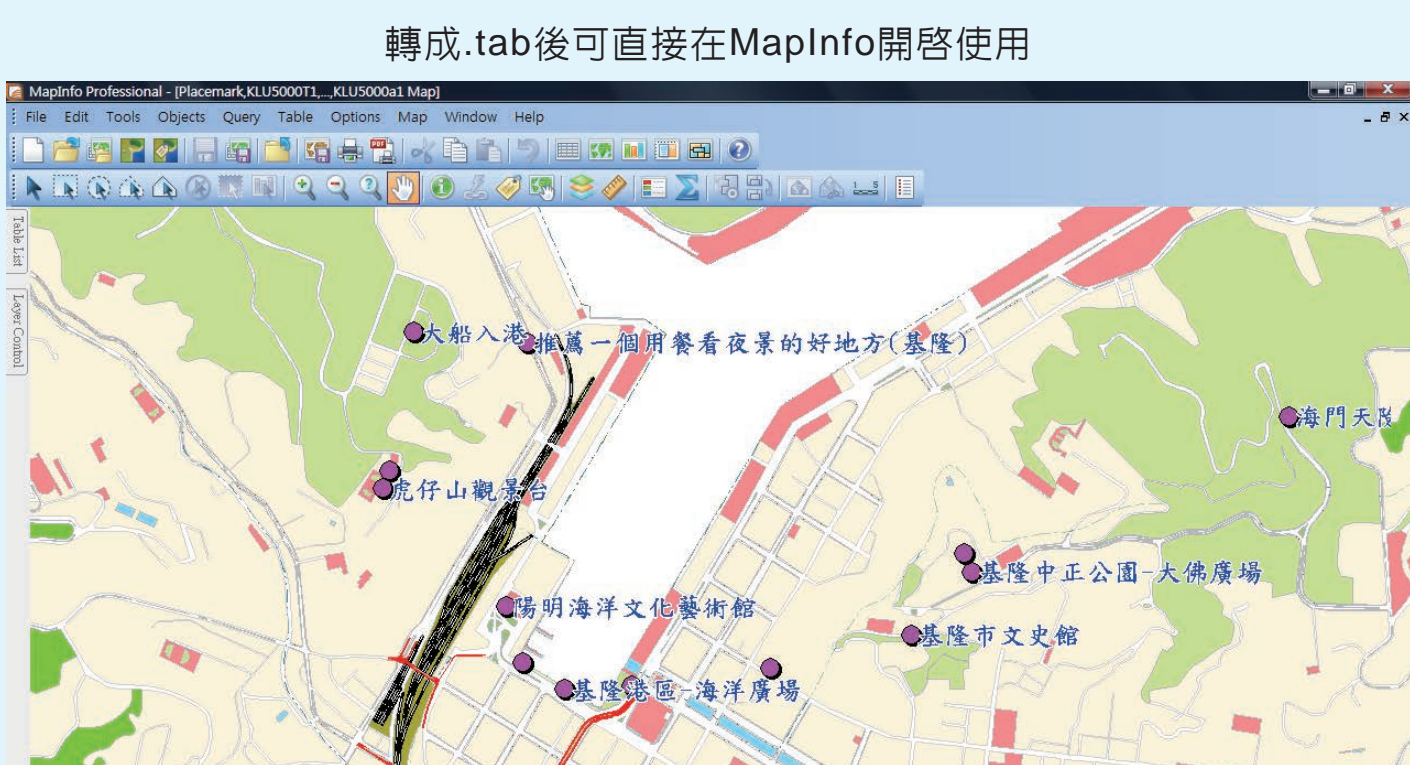 轉成.tab後可直接在MapInfo開啓使用
MapInfo Professional - [Placemark,KLU5000T1,...,KLU5000a1 Map]
File Edit Tools Objects Query Table Options Map Window Help
Table List
Layer Control
大船入港
推薦一個用餐看夜景的好地方(基隆)
海門天險
虎仔山觀景台
基隆中正公園-大佛廣場
陽明海洋文化藝術館
基隆市文史館
基隆港區-海洋廣場